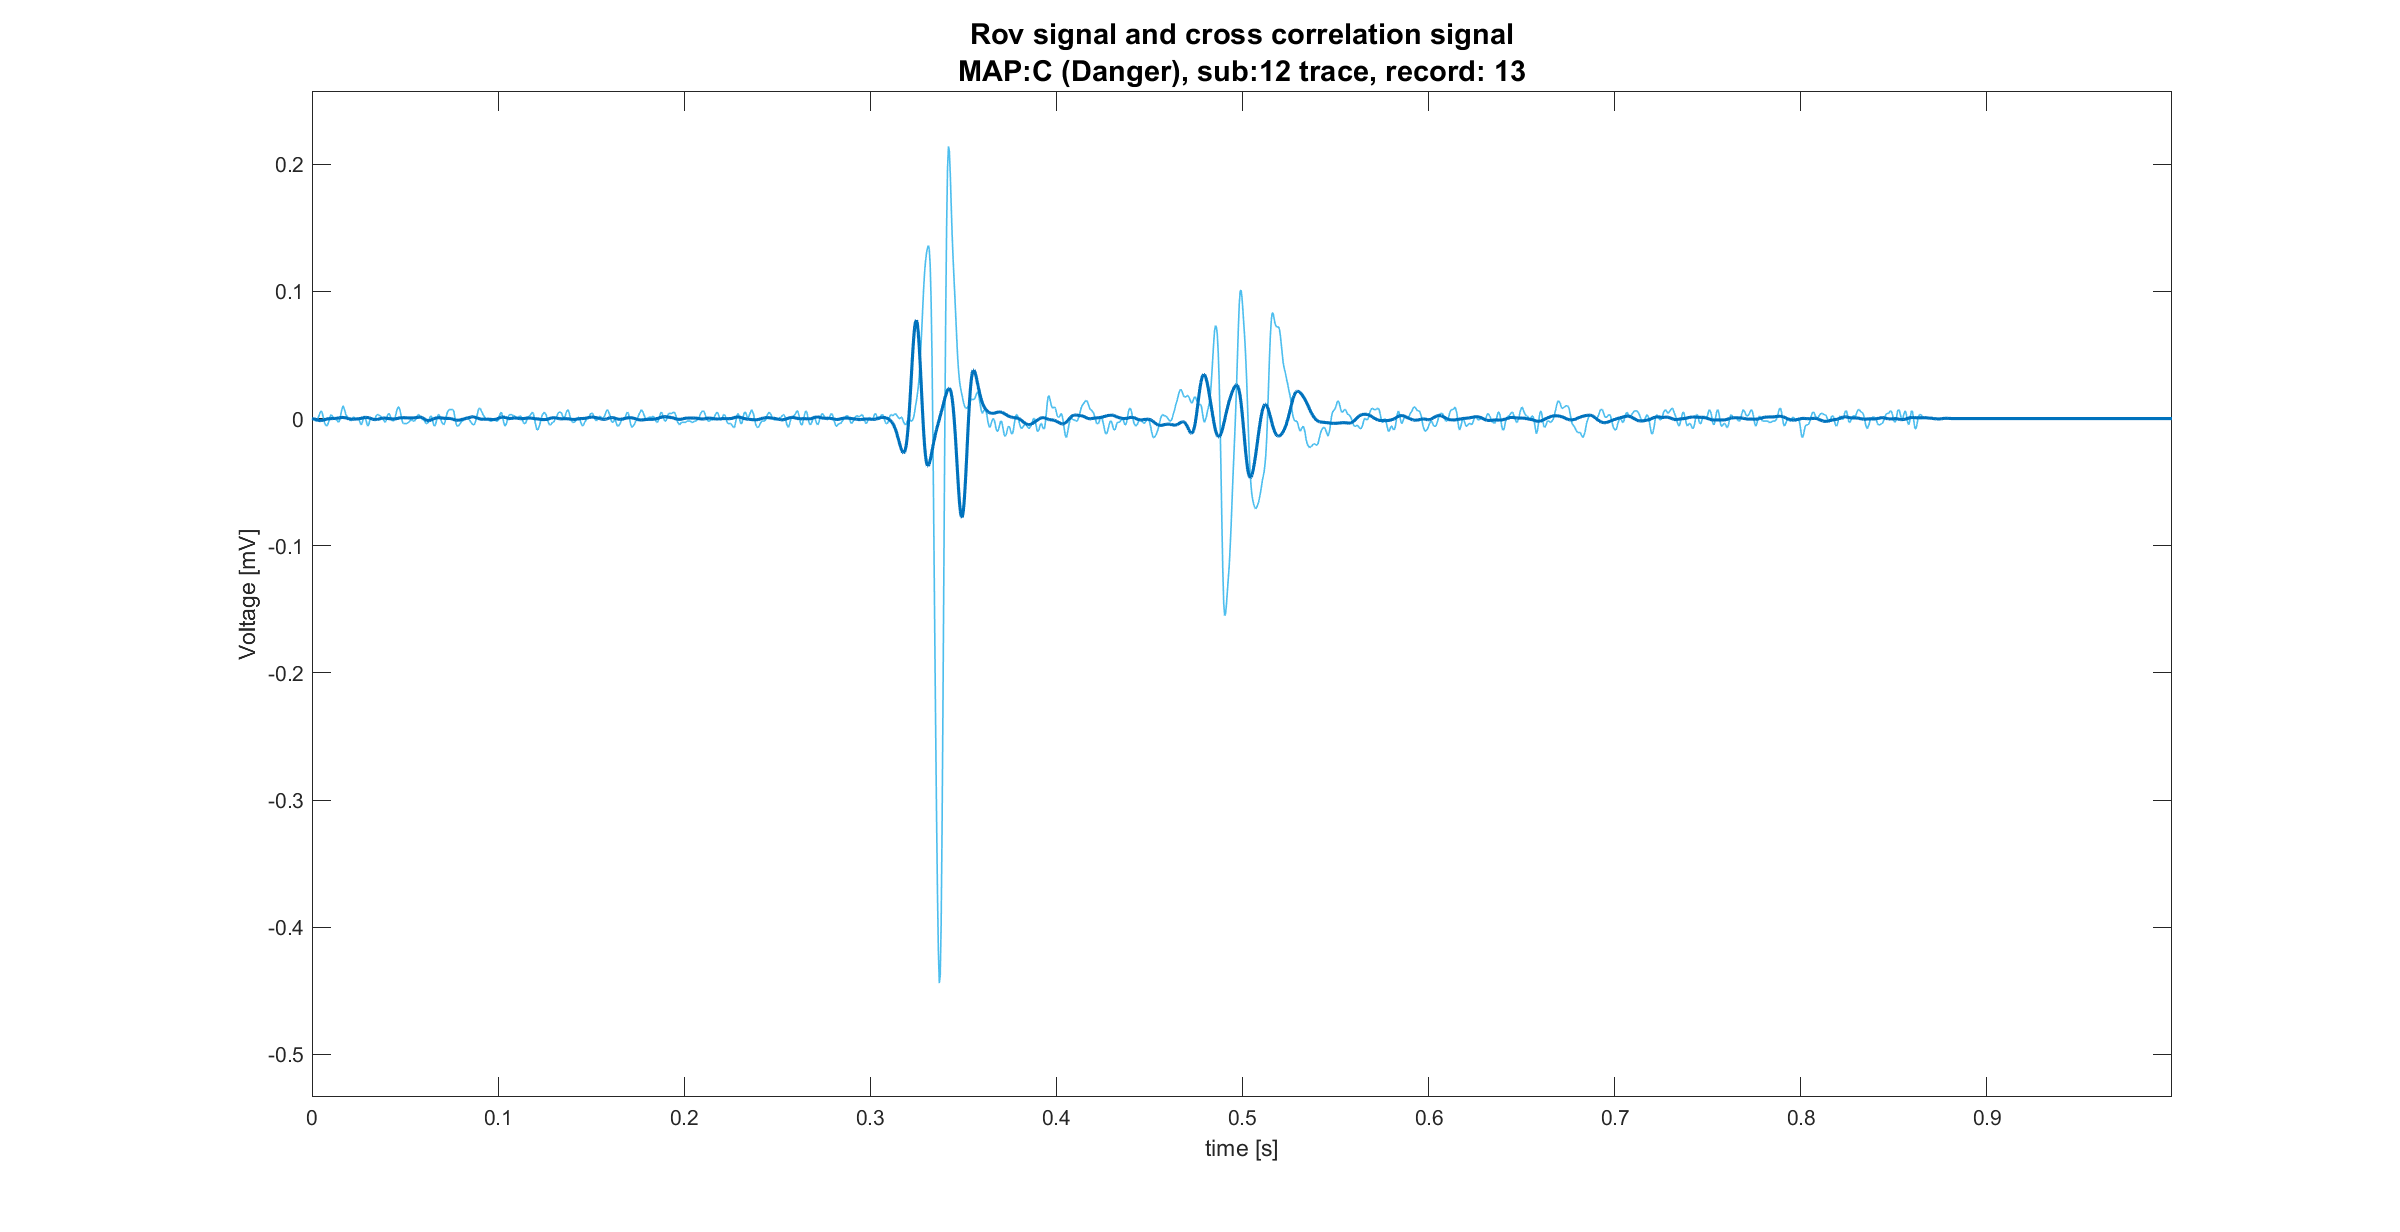 Rov signal and cross correlation signal
MAP:C (Danger), sub:12 trace, record: 13
0.2
0.1
0
-0.1
-0.2
-0.3
-0.4
-0.5
Voltage [mV]
0 0.1 0.2 0.3 0.4 0.5 0.6 0.7 0.8 0.9
time [s]